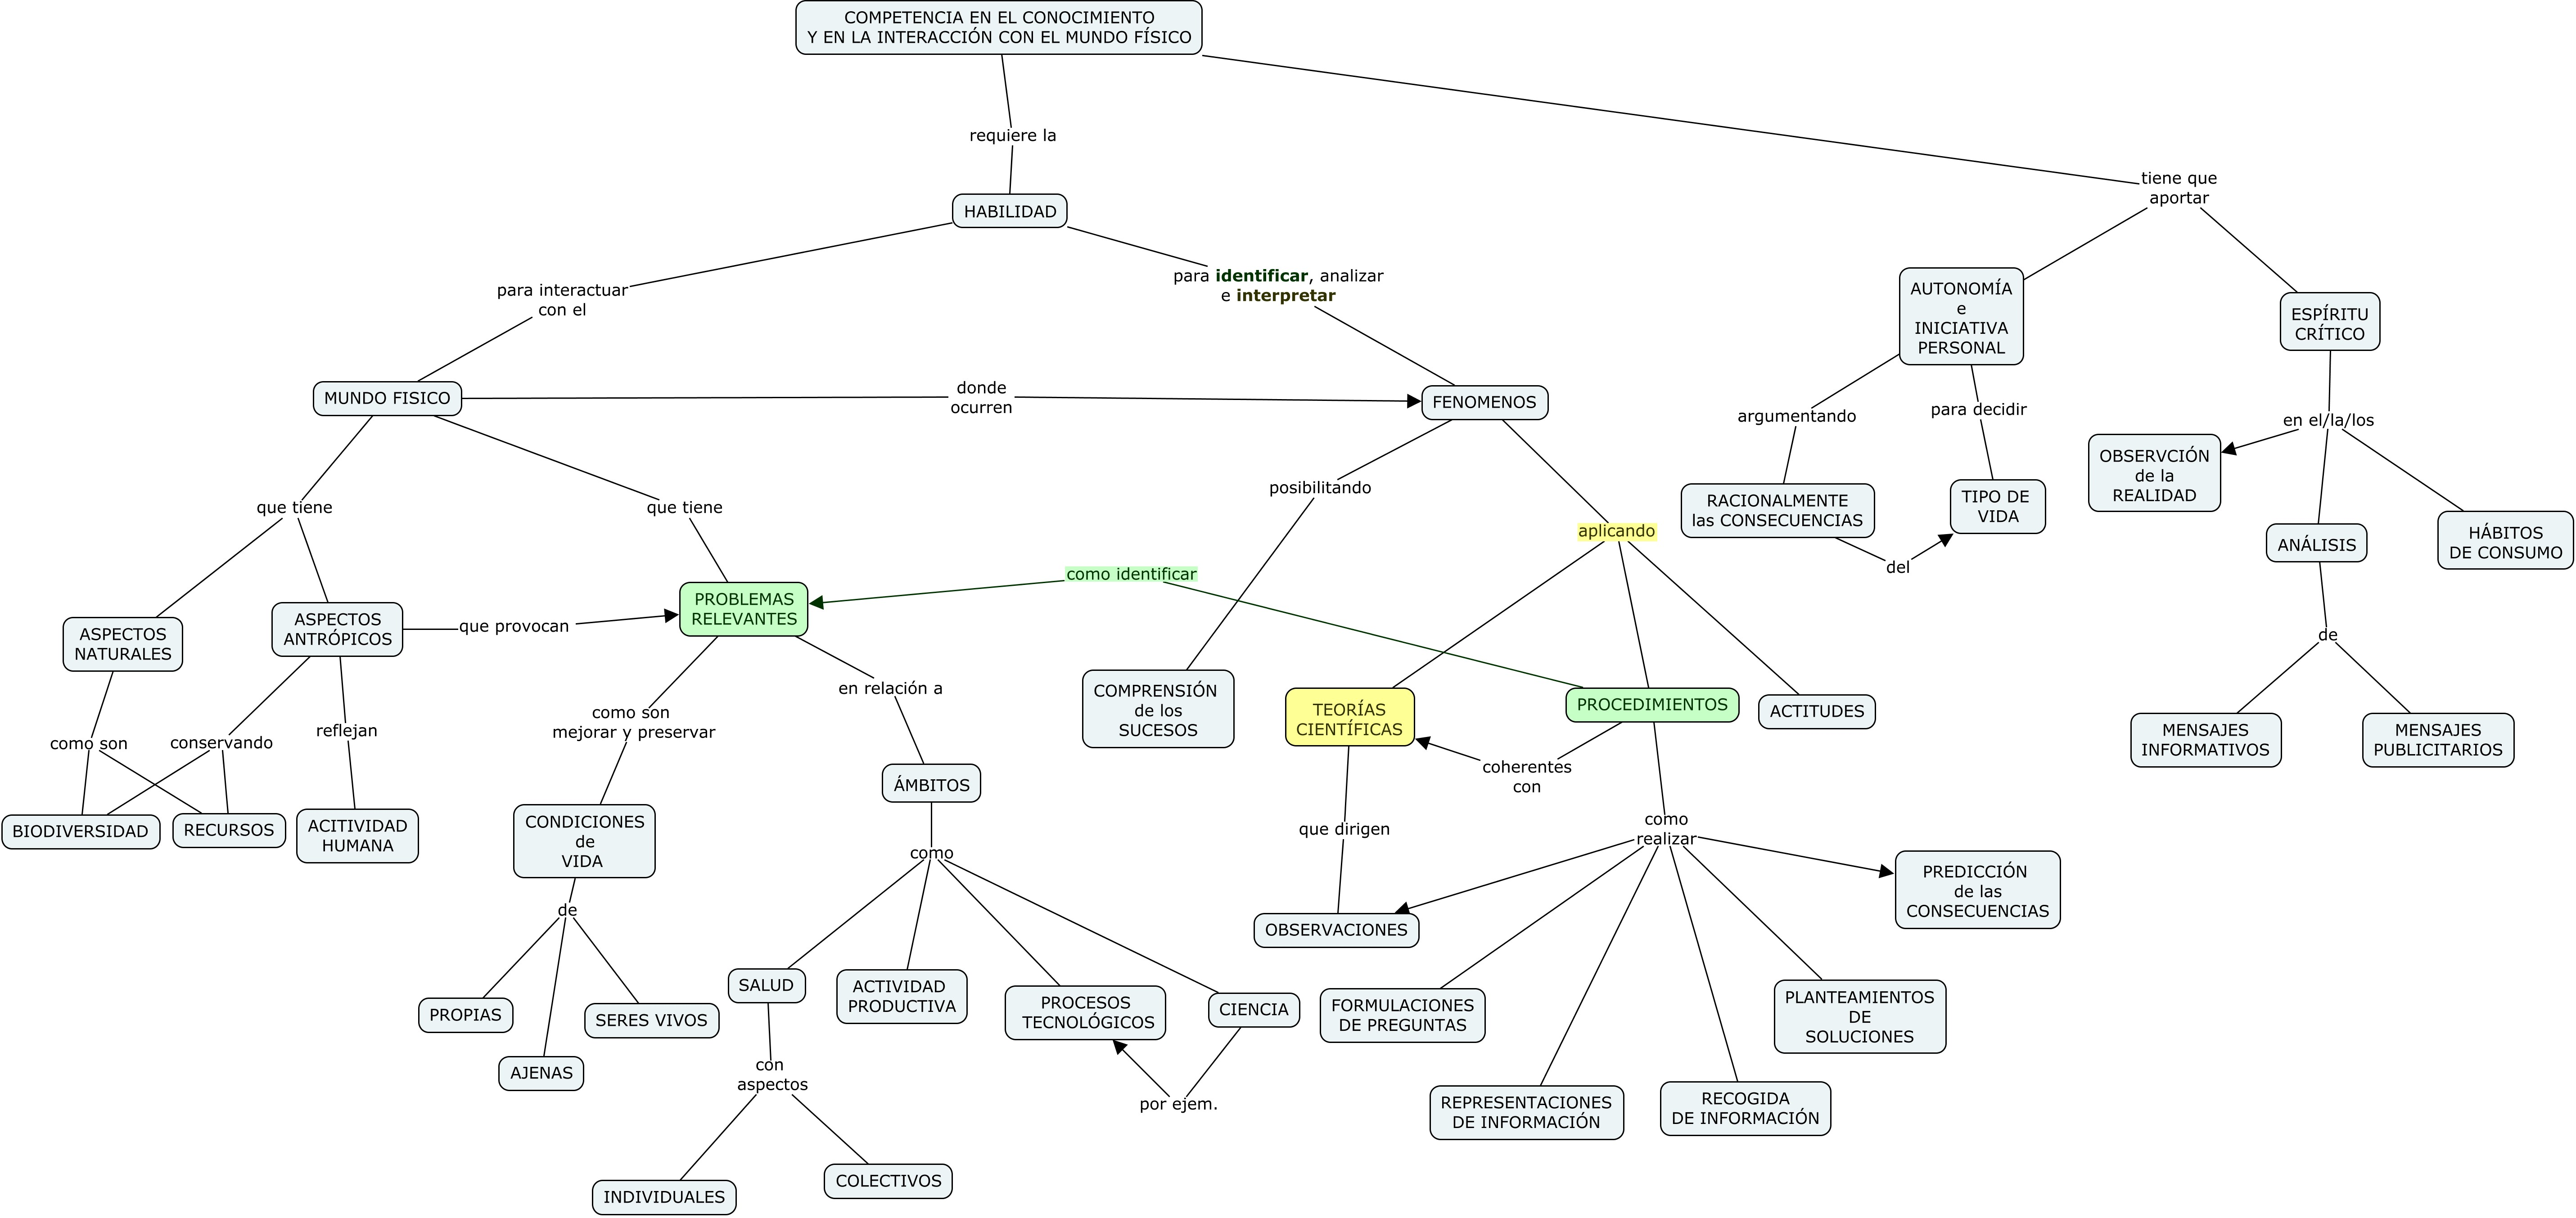 COMPETENCIA EN EL CONOCIMIENTO
Y EN LA INTERACCIÓN CON EL MUNDO FÍSICO
requiere la
tiene que
aportar
HABILIDAD
para interactuar
con el
para identificar, analizar
e interpretar
AUTONOMÍA
e
INICIATIVA
PERSONAL
ESPÍRITU
CRÍTICO
MUNDO FISICO
donde
ocurren
FENOMENOS
argumentando
para decidir
en el/la/los
que tiene
que tiene
posibilitando
aplicando
RACIONALMENTE
las CONSECUENCIAS
TIPO DE
VIDA
del
OBSERVCIÓN
de la
REALIDAD
ANÁLISIS
HÁBITOS
DE CONSUMO
como identificar
ASPECTOS
NATURALES
ASPECTOS
ANTRÓPICOS
que provocan
PROBLEMAS
RELEVANTES
de
como son
mejorar y preservar
en relación a
COMPRENSIÓN
de los
SUCESOS
TEORÍAS
CIENTÍFICAS
PROCEDIMIENTOS
ACTITUDES
MENSAJES
INFORMATIVOS
MENSAJES
PUBLICITARIOS
como son
conservando
reflejan
coherentes
con
ÁMBITOS
BIODIVERSIDAD
RECURSOS
ACITIVIDAD
HUMANA
CONDICIONES
de
VIDA
como
que dirigen
como
realizar
PREDICCIÓN
de las
CONSECUENCIAS
de
OBSERVACIONES
SALUD
ACTIVIDAD
PRODUCTIVA
PROCESOS
TECNOLÓGICOS
CIENCIA
FORMULACIONES
DE PREGUNTAS
PLANTEAMIENTOS
DE
SOLUCIONES
PROPIAS
SERES VIVOS
AJENAS
con
aspectos
por ejem.
REPRESENTACIONES
DE INFORMACIÓN
RECOGIDA
DE INFORMACIÓN
INDIVIDUALES
COLECTIVOS